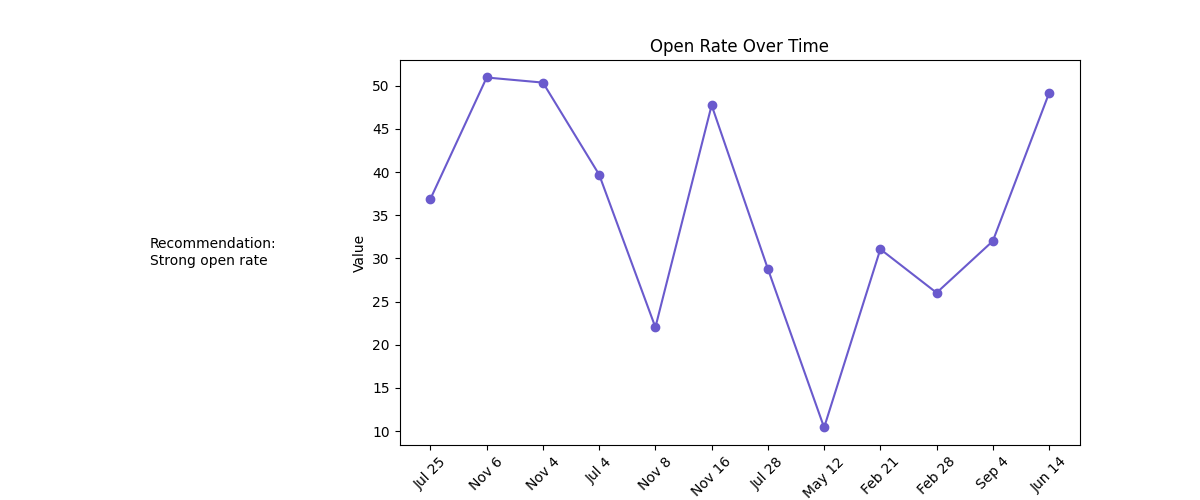 Open Rate Over Time
Recommendation:
Strong open rate
Value
50
45
40
35
30
25
20
15
10
Jul 25
Nov 6
Nov 4
Jul 4
Nov 8
Nov 16
Jul 28
May 12
Feb 21
Feb 28
Sep 4
Jun 14